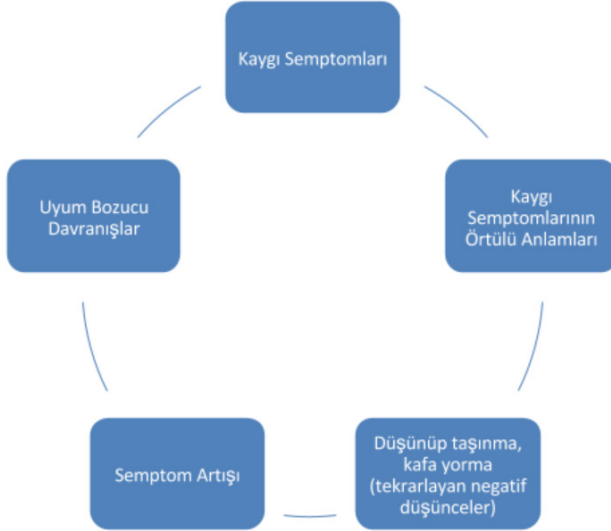 Kaygı Semptomları
Kaygı
Semptomlarının
Örtülü Anlamları
Düşünüp taşınma,
kafa yorma
(tekrarlayan negatif
düşünceler)
Semptom Artışı
Uyum Bozucu
Davranışlar